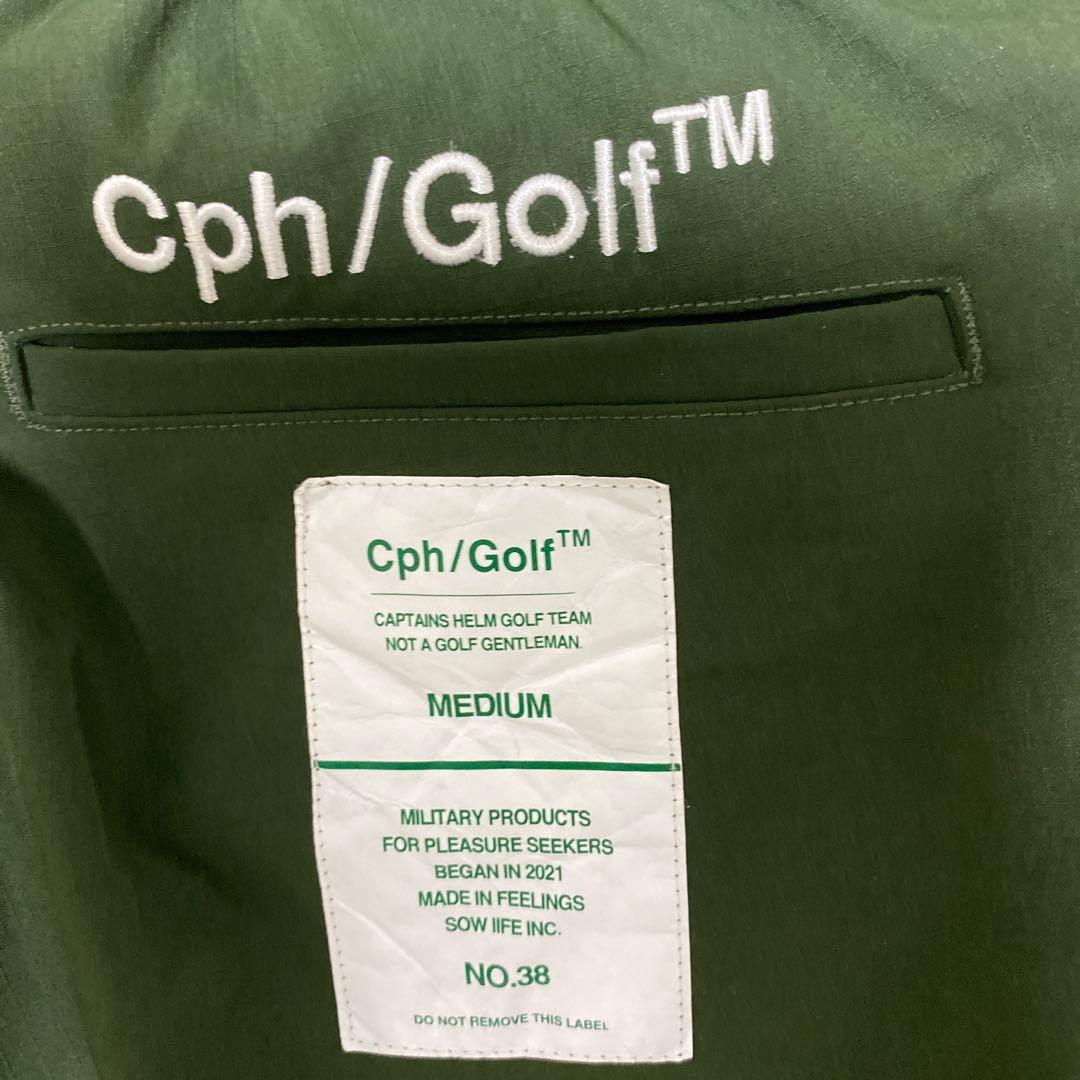 Cph/Golf™
Cph/Golf™
CAPTAINS HELM GOLF TEAM
NOT A GOLF GENTLEMAN.
MEDIUM
MILITARY PRODUCTS
FOR PLEASURE SEEKERS
BEGAN IN 2021
MADE IN FEELINGS
SOW IIFE INC.
NO.38
DO NOT REMOVE THIS LABEL